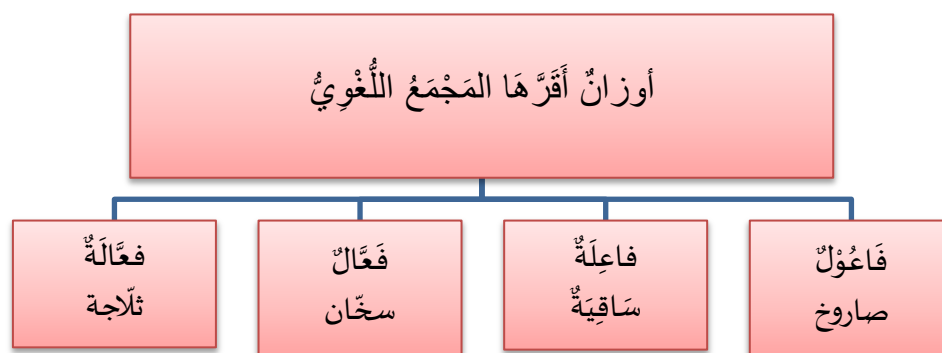 أوزانٌ أَقَرَّهَا المَجْمَعُ اللُّغْوِيُّ
فَاعُوْلٌ
صاروخ
فاعِلَةٌ
سَاقِيَةٌ
فَعَّالٌ
سخّان
فعَّالَةٌ
ثلّاجة